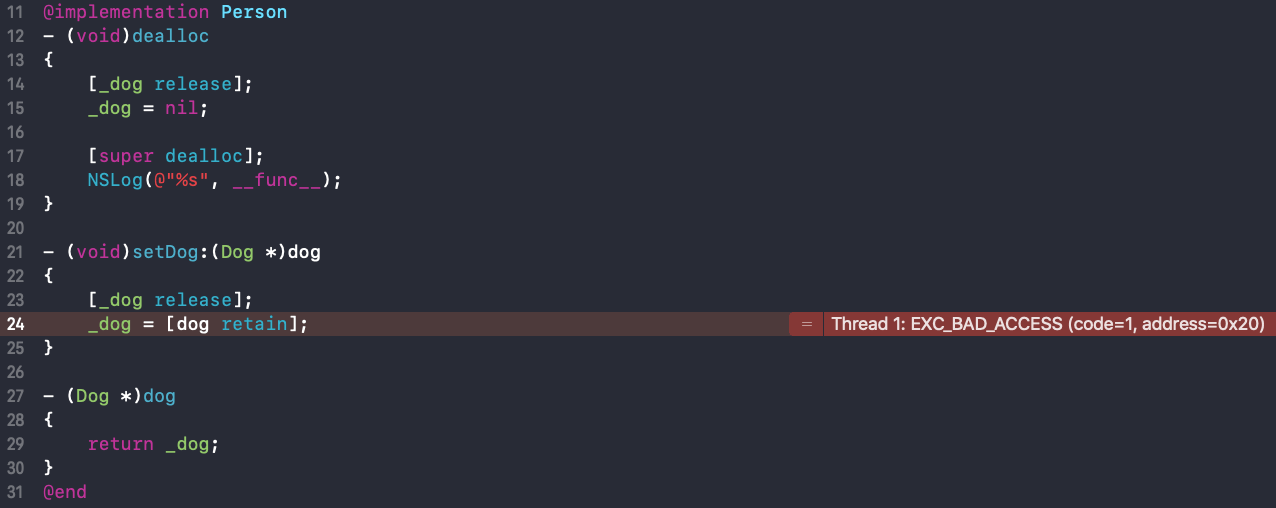 11 @implementation Person
12 - (void)dealloc
13 {
14     [_dog release];
15     _dog = nil;
16
17     [super dealloc];
18     NSLog(@"%s", __func__);
19 }
20
21 - (void)setDog:(Dog *)dog
22 {
23     [_dog release];
24     _dog = [dog retain]; = Thread 1: EXC_BAD_ACCESS (code=1, address=0x20)
25 }
26
27 - (Dog *)dog
28 {
29     return _dog;
30 }
31 @end